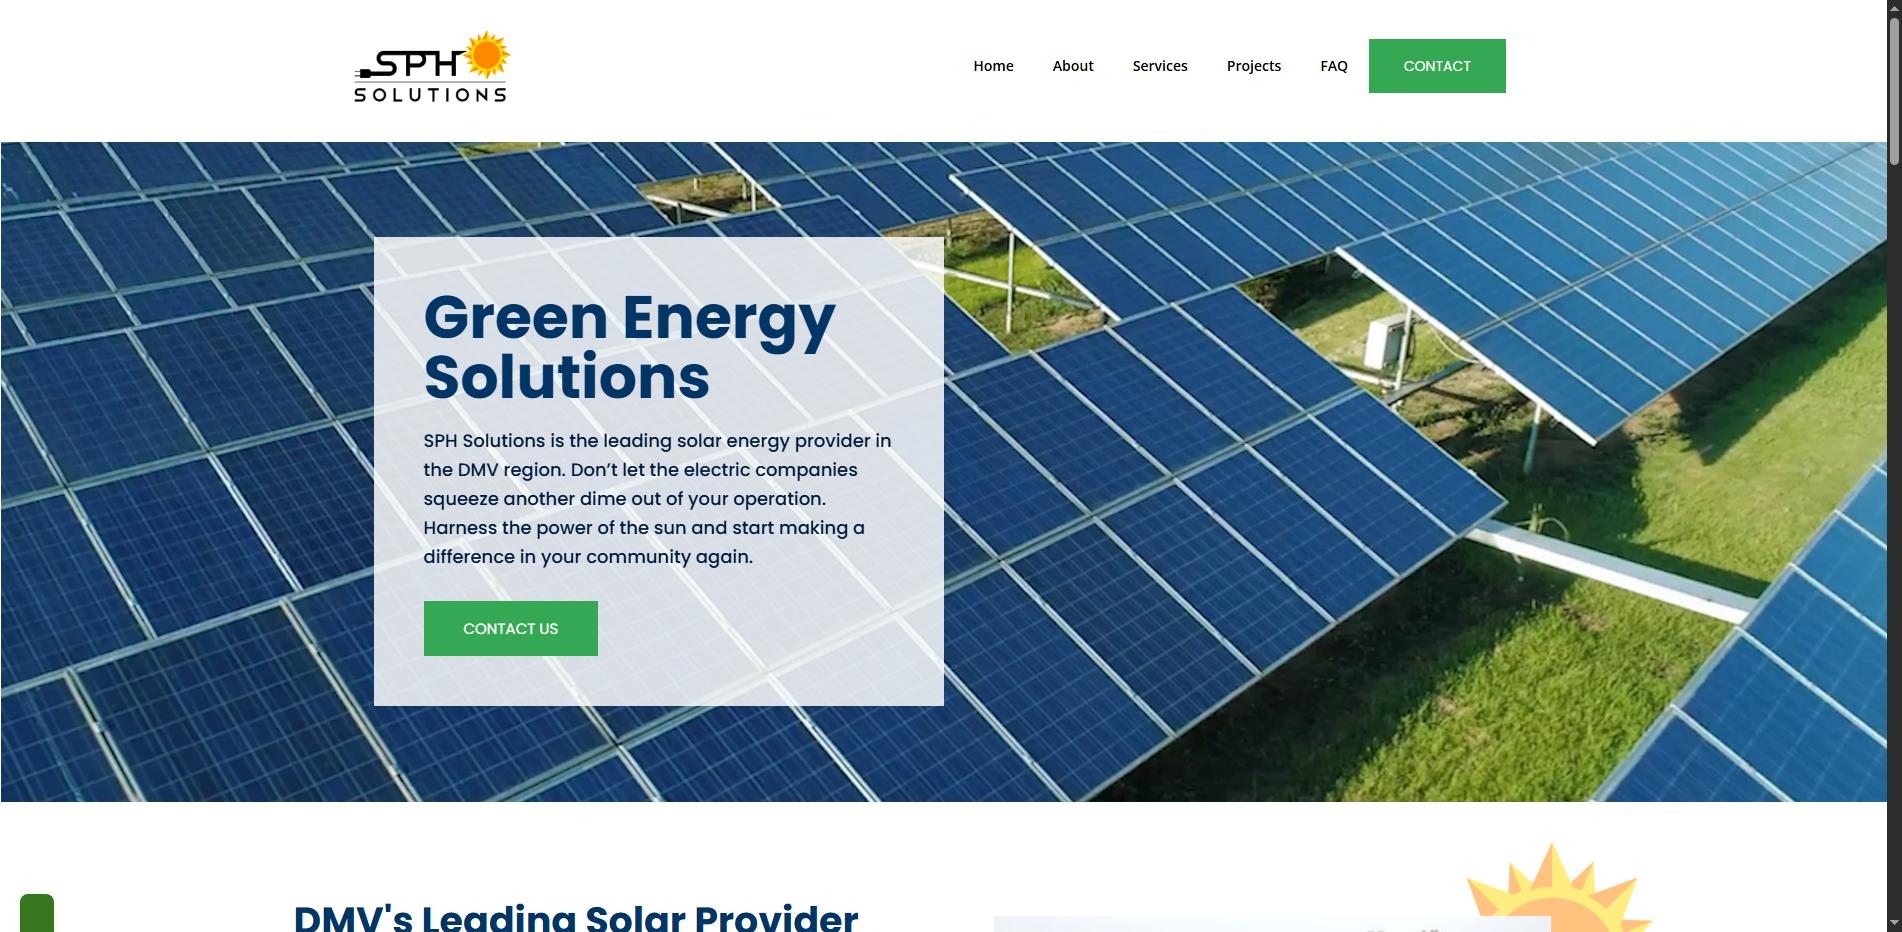 SPH
SOLUTIONS
Home About Services Projects FAQ CONTACT
Green Energy
Solutions
SPH Solutions is the leading solar energy provider in
the DMV region. Don’t let the electric companies
squeeze another dime out of your operation.
Harness the power of the sun and start making a
difference in your community again.
CONTACT US
DMV's Leading Solar Provider